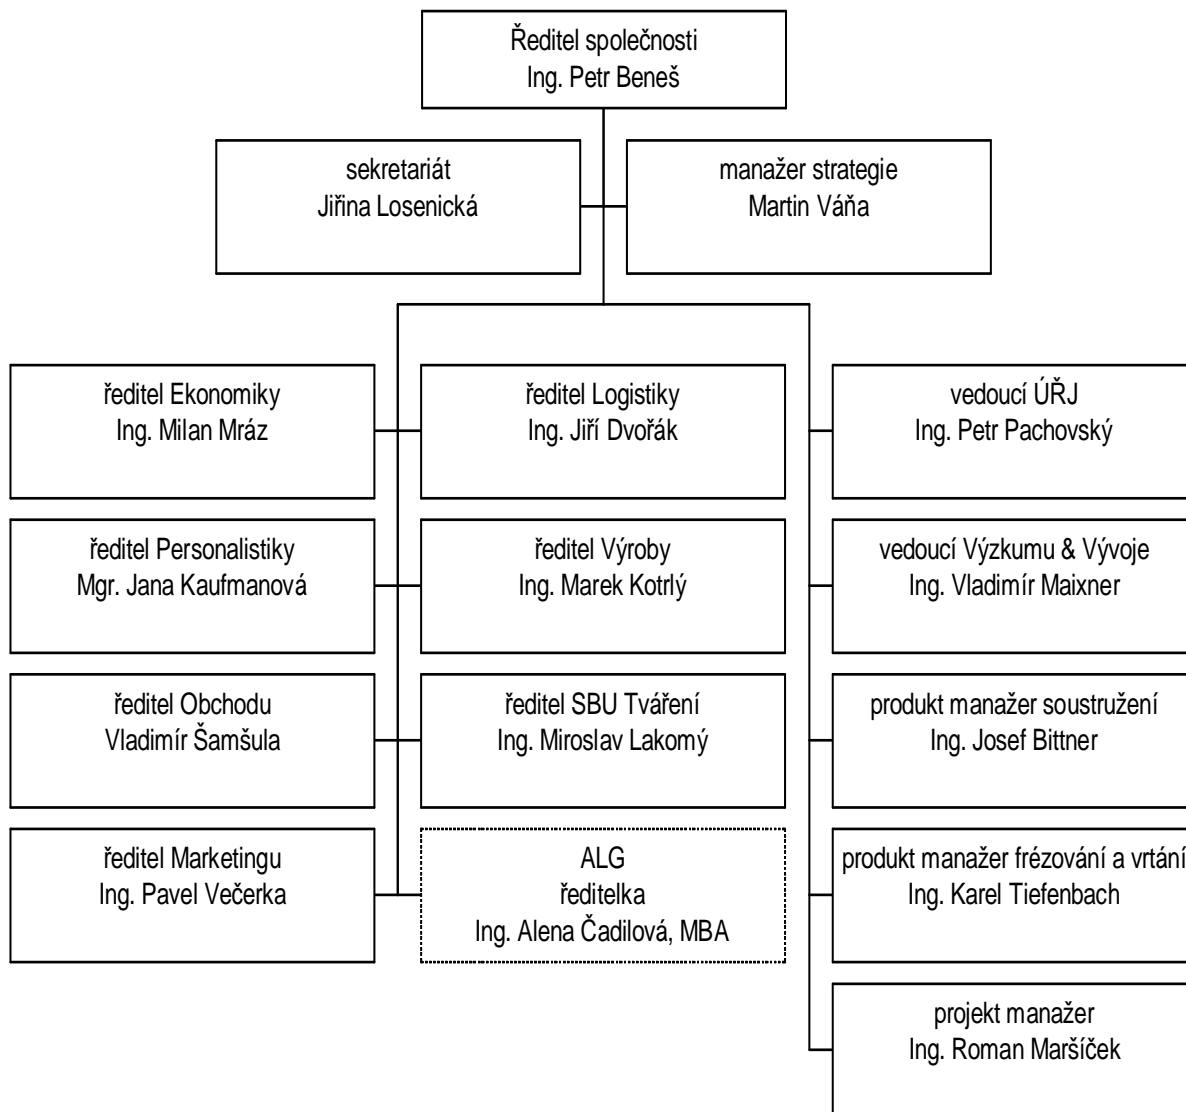 Ředitel společnosti
Ing. Petr Beneš
sekretariát
Jiřina Losenická
manažer strategie
Martin Váňa
ředitel Ekonomiky
Ing. Milan Mráz
ředitel Logistiky
Ing. Jiří Dvořák
vedoucí ÚŘJ
Ing. Petr Pachovský
ředitel Personalistiky
Mgr. Jana Kaufmanová
ředitel Výroby
Ing. Marek Kotrlý
vedoucí Výzkumu & Vývoje
Ing. Vladimír Maixner
ředitel Obchodu
Vladimír Šamšula
ředitel SBU Tváření
Ing. Miroslav Lakomý
produkt manažer soustružení
Ing. Josef Bittner
ředitel Marketingu
Ing. Pavel Večerka
ALG
ředitelka
Ing. Alena Čadilová, MBA
produkt manažer frézování a vrtání
Ing. Karel Tiefenbach
projekt manažer
Ing. Roman Maršíček